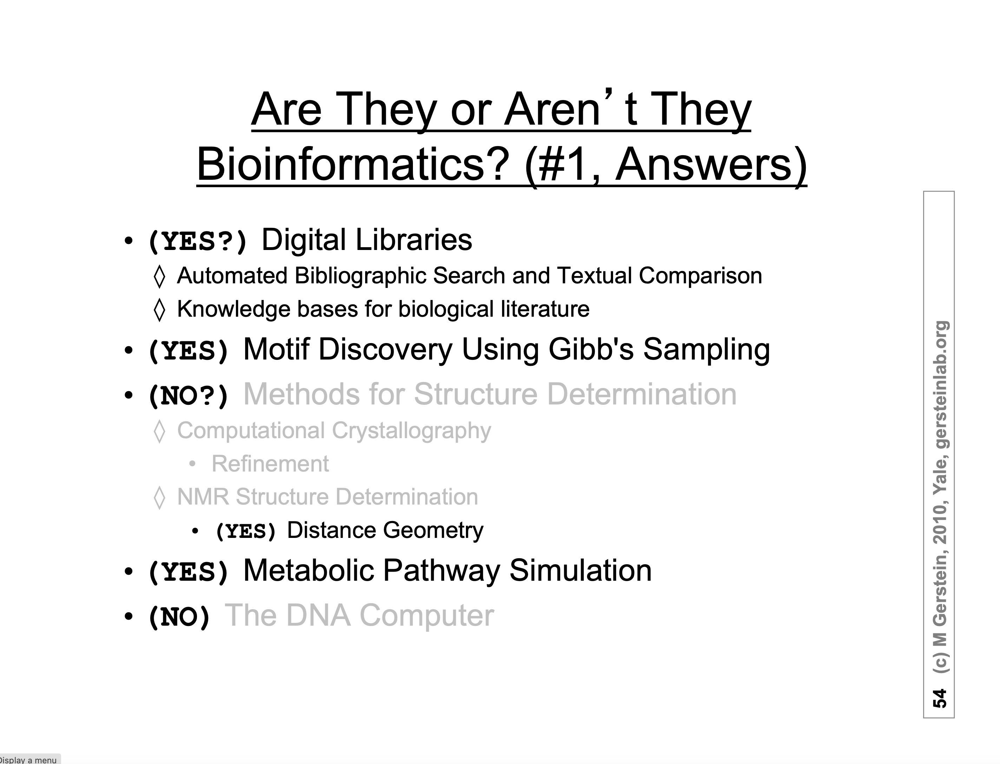 Are They or Aren’t They
Bioinformatics? (#1, Answers)
• (YES?) Digital Libraries
◊ Automated Bibliographic Search and Textual Comparison
◊ Knowledge bases for biological literature
• (YES) Motif Discovery Using Gibb's Sampling
• (NO?) Methods for Structure Determination
◊ Computational Crystallography
• Refinement
◊ NMR Structure Determination
• (YES) Distance Geometry
• (YES) Metabolic Pathway Simulation
• (NO) The DNA Computer
54 (c) M Gerstein, 2010, Yale, gersteinlab.org
Display a menu